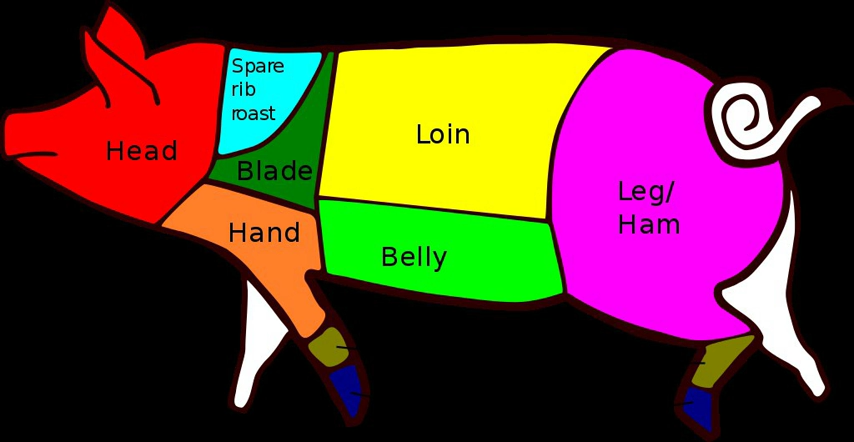 Spare
rib
roast
Head
Blade
Loin
Hand
Belly
Leg/
Ham